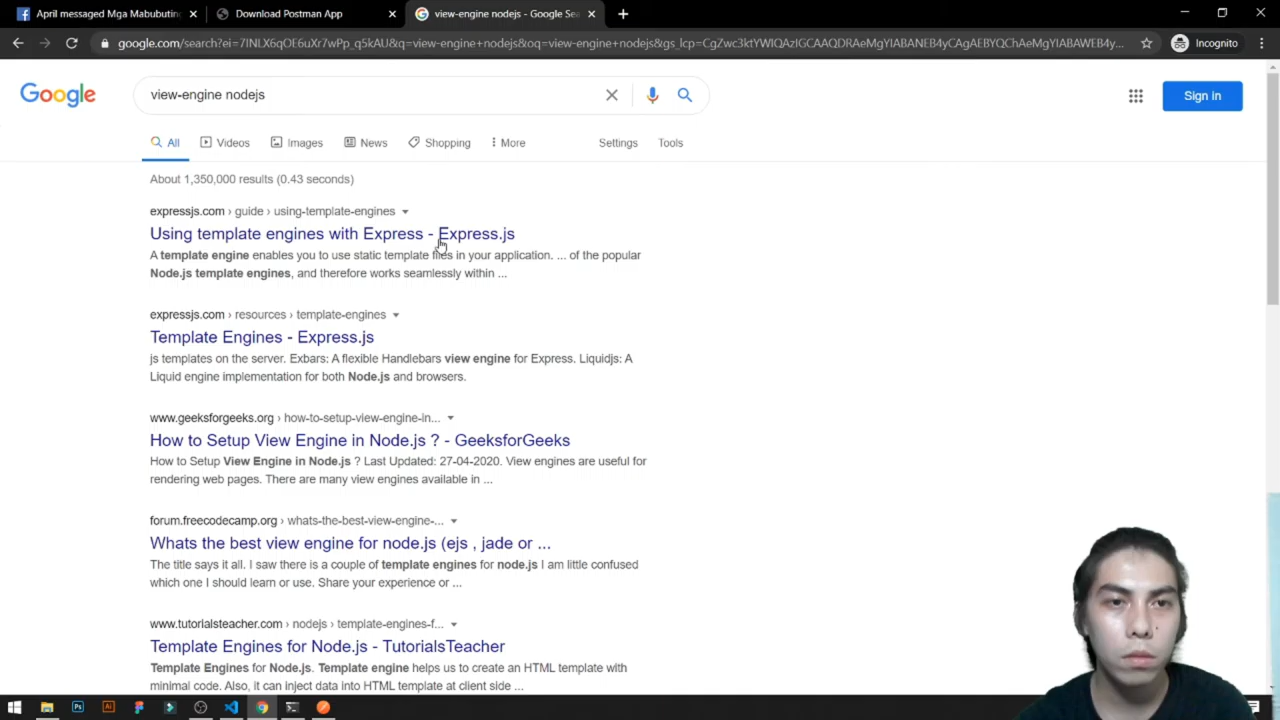 April messaged Mga Mabubuting
Download Postman App
view-engine nodejs - Google Sea
google.com/search?ei=7INLX6qOE6uXr7wPp_q5kAU&q=view-engine+nodejs&oq=view-engine+nodejs&gs_lcp=CgZwc3ktYWIQAzIGCAAQDRAeMgYIABANEB4yCAgAEBYQChAeMgYIABAWEB4y...
Incognito
Google
view-engine nodejs
Sign in
All
Videos
Images
News
Shopping
More
Settings
Tools
About 1,350,000 results (0.43 seconds)
expressjs.com › guide › using-template-engines
Using template engines with Express - Express.js
A template engine enables you to use static template files in your application. ... of the popular
Node.js template engines, and therefore works seamlessly within ...
expressjs.com › resources › template-engines
Template Engines - Express.js
js templates on the server. Exbars: A flexible Handlebars view engine for Express. Liquidjs: A
Liquid engine implementation for both Node.js and browsers.
www.geeksforgeeks.org › how-to-setup-view-engine-in...
How to Setup View Engine in Node.js ? - GeeksforGeeks
How to Setup View Engine in Node.js ? Last Updated: 27-04-2020. View engines are useful for
rendering web pages. There are many view engines available in ...
forum.freecodecamp.org › whats-the-best-view-engine-...
Whats the best view engine for node.js (ejs , jade or ...
The title says it all. I saw there is a couple of template engines for node.js I am little confused
which one I should learn or use. Share your experience or ...
www.tutorialsteacher.com › nodejs › template-engines-f...
Template Engines for Node.js - TutorialsTeacher
Template Engines for Node.js. Template engine helps us to create an HTML template with
minimal code. Also, it can inject data into HTML template at client side ...
Ps
Ai